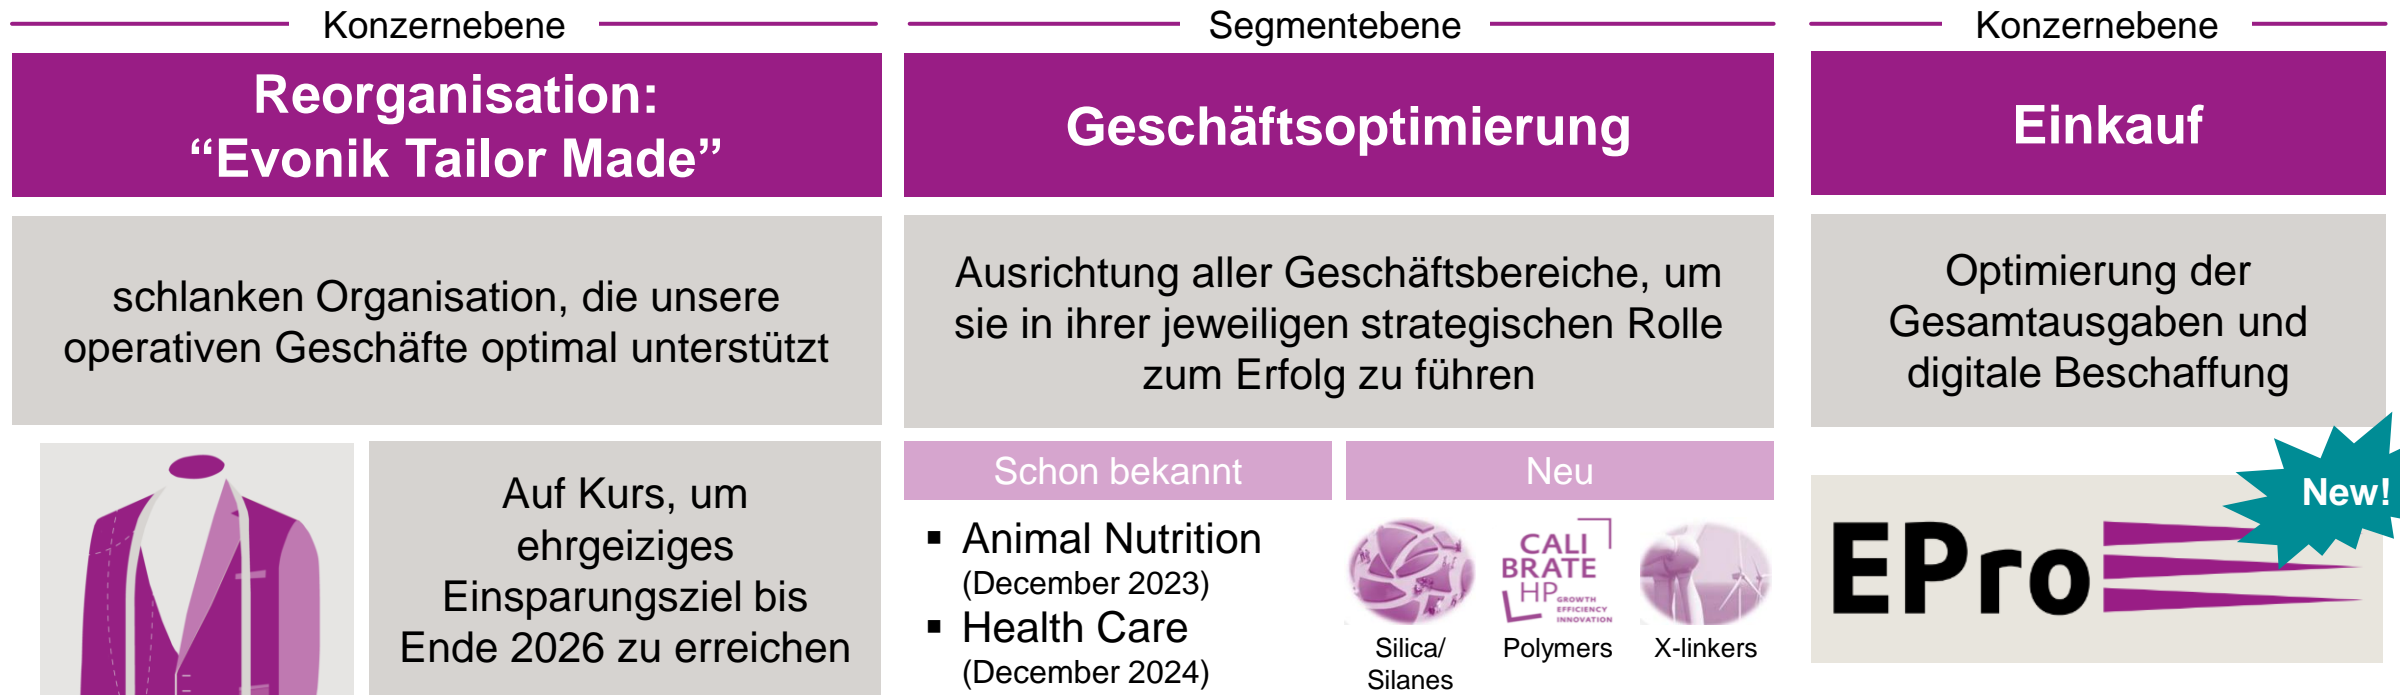 Konzernebene
Reorganisation:
“Evonik Tailor Made”
schlanken Organisation, die unsere
operativen Geschäfte optimal unterstützt
Auf Kurs, um
ehrgeiziges
Einsparungsziel bis
Ende 2026 zu erreichen
Segmentebene
Geschäftsoptimierung
Ausrichtung aller Geschäftsbereiche, um
sie in ihrer jeweiligen strategischen Rolle
zum Erfolg zu führen
Schon bekannt
▪ Animal Nutrition
(December 2023)
▪ Health Care
(December 2024)
Neu
Silica/
Silanes
CALI
BRATE
HP GROWTH
EFFICIENCY
INNOVATION
Polymers
X-linkers
Konzernebene
Einkauf
Optimierung der
Gesamtausgaben und
digitale Beschaffung
New!
EPro